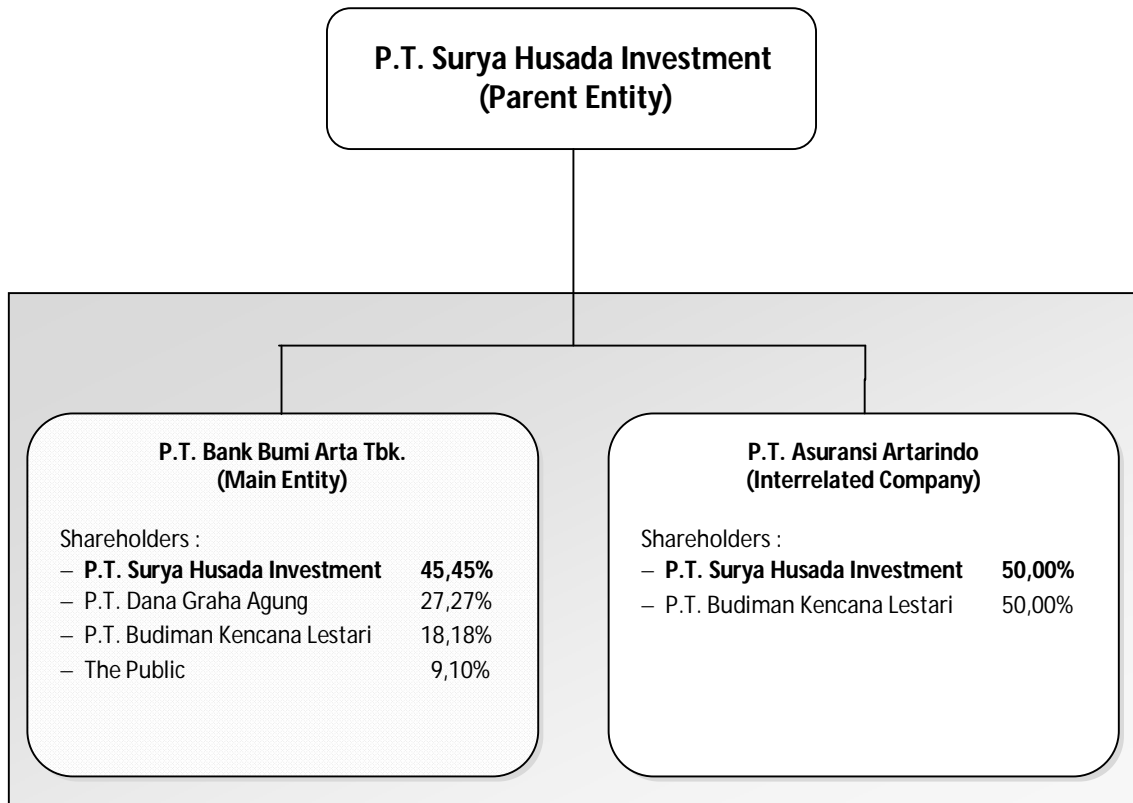 P.T. Surya Husada Investment
(Parent Entity)
P.T. Bank Bumi Arta Tbk.
(Main Entity)
Shareholders :
– P.T. Surya Husada Investment 45,45%
– P.T. Dana Graha Agung 27,27%
– P.T. Budiman Kencana Lestari 18,18%
– The Public 9,10%
P.T. Asuransi Artarindo
(Interrelated Company)
Shareholders :
– P.T. Surya Husada Investment 50,00%
– P.T. Budiman Kencana Lestari 50,00%